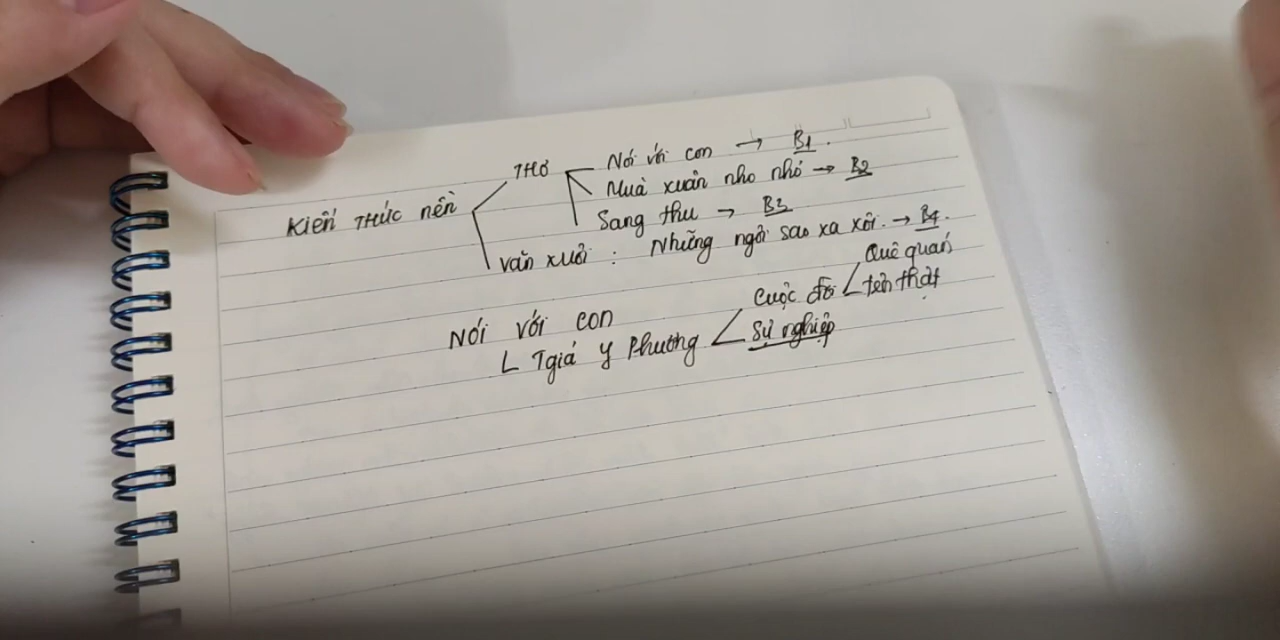 THƠ Nói với con → B1.
Kiến THỨC nền Mùa xuân nho nhỏ → B2
Sang thu → B3
Văn xuôi : Những ngôi sao xa xôi. → B4.
Quê quán
Cuộc đời tên thật
Nói với con
Tgiả Y Phương Sự nghiệp